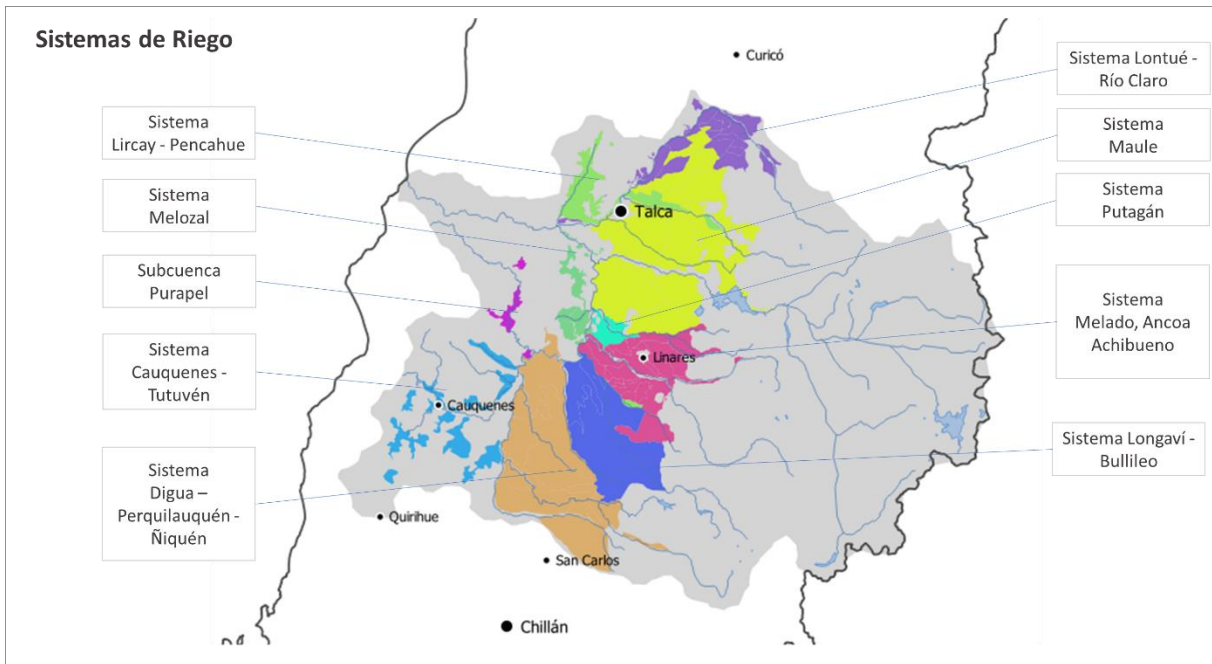 Sistemas de Riego
Curicó
Sistema Lontué -
Río Claro
Sistema
Lircay - Pencahue
Sistema
Maule
Sistema
Putagán
Sistema
Melozal
Talca
Subcuenca
Purapel
Sistema
Melado, Ancoa
Achibueno
Linares
Sistema
Cauquenes -
Tutuvén
Cauquenes
Sistema Longaví -
Bullileo
Sistema
Digua –
Perquilauquén -
Ñiquén
Quirihue
San Carlos
Chillán